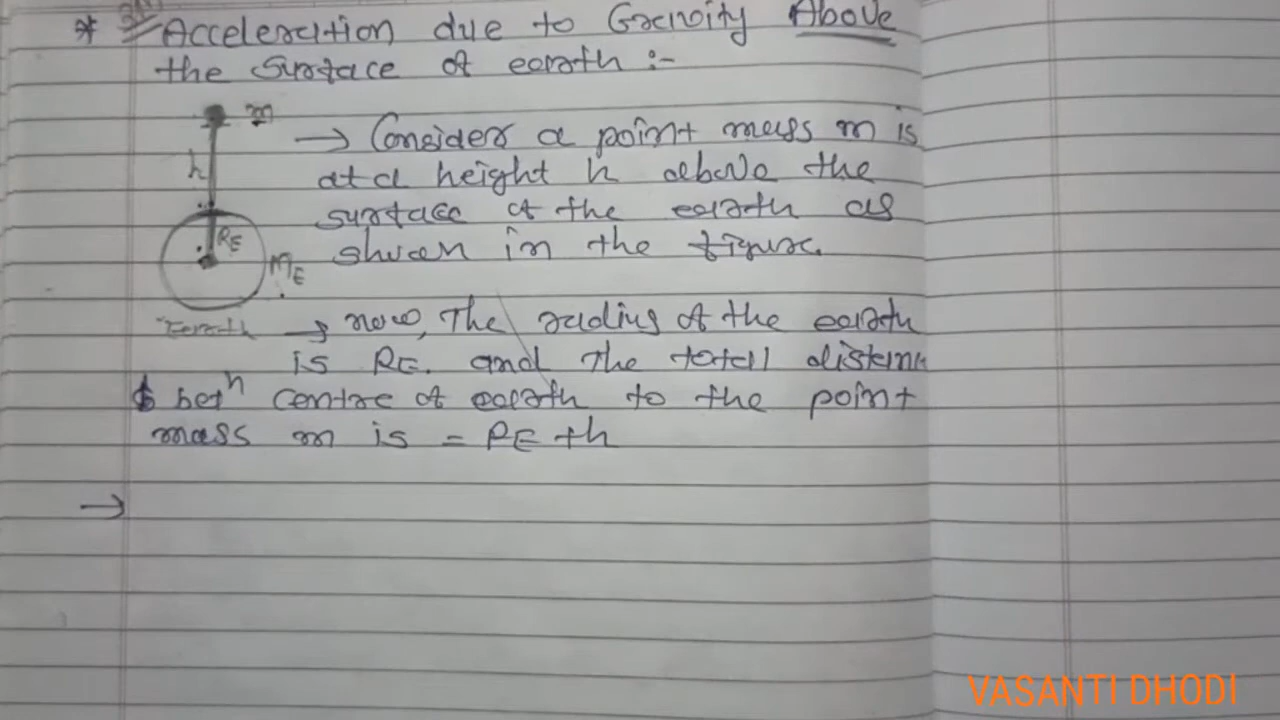 * Acceleration due to Gravity Above
the Surface of earth :-
m
→ Consider a point mass m is
h
at a height h above the
surface of the earth as
RE
shown in the figure.
ME
Earth
→ now, The radius of the earth
is RE. and the total distan
betn centre of earth to the point
mass m is = RE + h
→
VASANTI DHODI